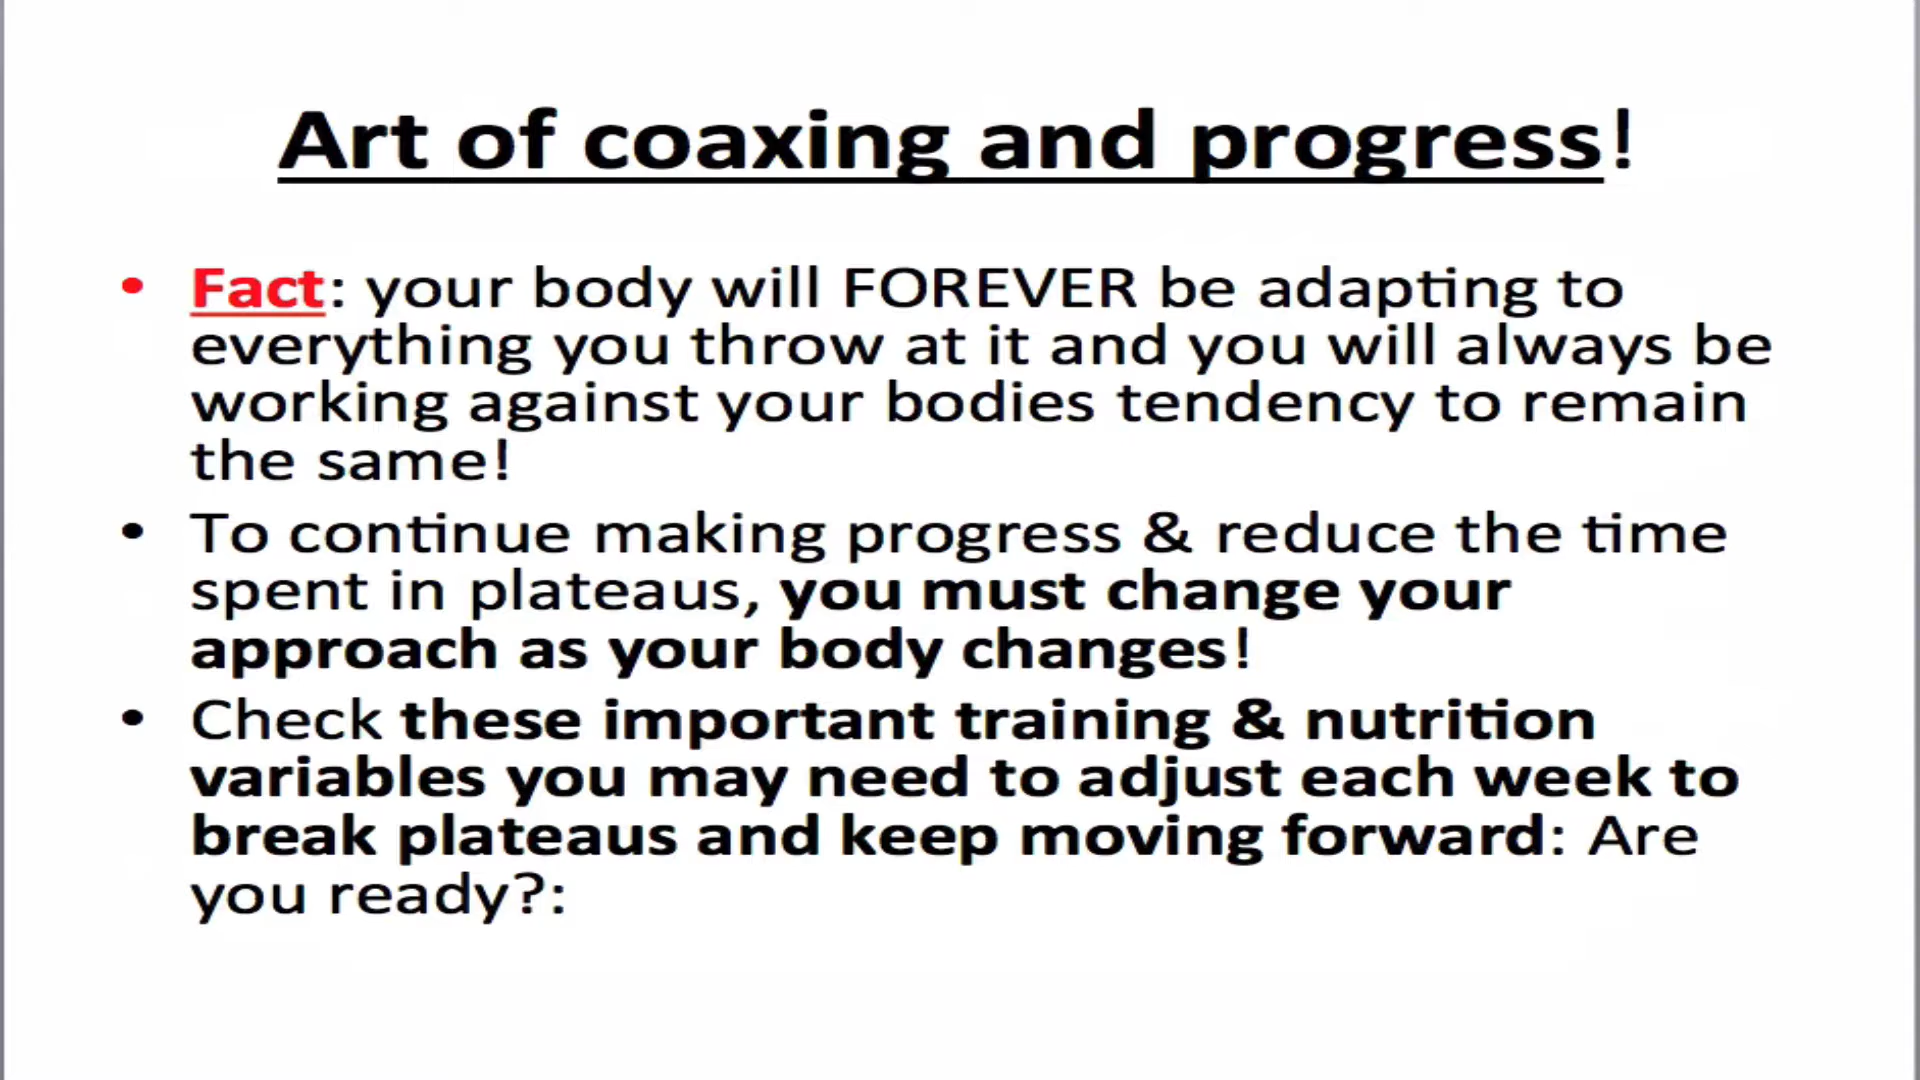 Art of coaxing and progress!
• Fact: your body will FOREVER be adapting to
everything you throw at it and you will always be
working against your bodies tendency to remain
the same!
• To continue making progress & reduce the time
spent in plateaus, you must change your
approach as your body changes!
• Check these important training & nutrition
variables you may need to adjust each week to
break plateaus and keep moving forward: Are
you ready?: